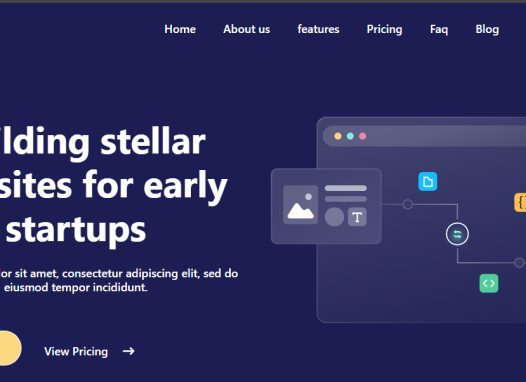 Home About us features Pricing Faq Blog
lding stellar
sites for early
startups
or sit amet, consectetur adipiscing elit, sed do
eiusmod tempor incididunt.
View Pricing →
T
{}
<>